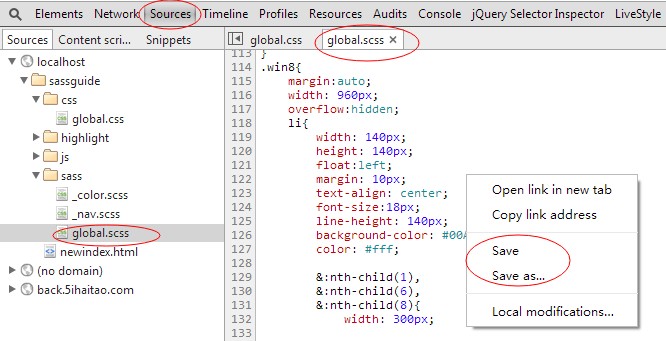 Elements Network Sources Timeline Profiles Resources Audits Console jQuery Selector Inspector LiveStyle
Sources Content scri... Snippets
localhost
sassguide
css
global.css
highlight
js
sass
_color.scss
_nav.scss
global.scss
newindex.html
(no domain)
back.5ihaitao.com
global.css global.scss ×
113 }
114 .win8{
115 margin:auto;
116 width: 960px;
117 overflow:hidden;
118 li{
119 width: 140px;
120 height: 140px;
121 float:left;
122 margin: 10px;
123 text-align: center;
124 font-size:18px;
125 line-height: 140px;
126 background-color: #00A
127 color: #fff;
128
129 &:nth-child(1),
130 &:nth-child(6),
131 &:nth-child(8){
132 width: 300px;
133
Open link in new tab
Copy link address
Save
Save as...
Local modifications...